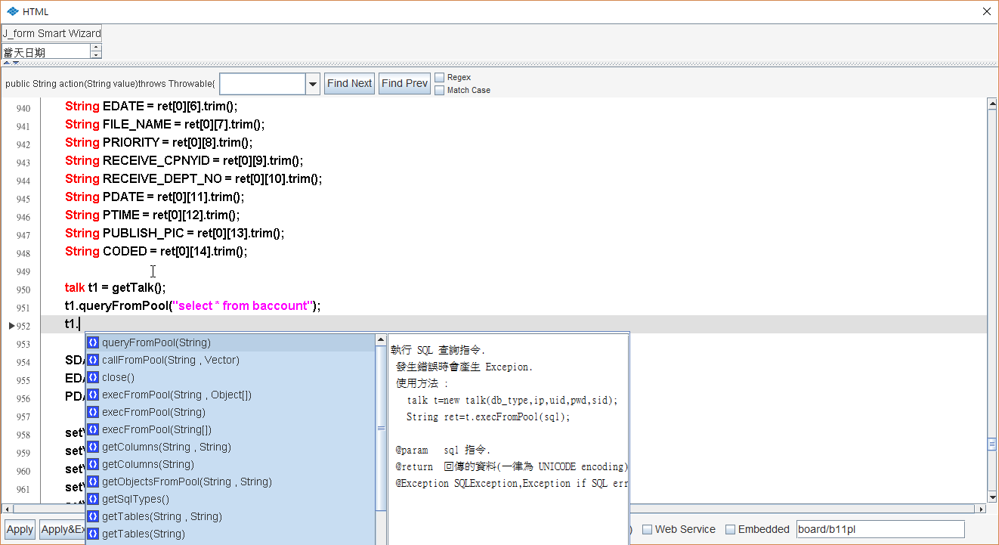 HTML
J_form Smart Wizard
當天日期
public String action(String value)throws Throwable{
Find Next
Find Prev
Regex
Match Case
940 String EDATE = ret[0][6].trim();
941 String FILE_NAME = ret[0][7].trim();
942 String PRIORITY = ret[0][8].trim();
943 String RECEIVE_CPNYID = ret[0][9].trim();
944 String RECEIVE_DEPT_NO = ret[0][10].trim();
945 String PDATE = ret[0][11].trim();
946 String PTIME = ret[0][12].trim();
947 String PUBLISH_PIC = ret[0][13].trim();
948 String CODED = ret[0][14].trim();
949
950 talk t1 = getTalk();
951 t1.queryFromPool("select * from baccount");
952 t1.
953
954 SD
955 ED
956 PD
957
958 set
959 set
960 set
961 set
queryFromPool(String)
callFromPool(String , Vector)
close()
execFromPool(String , Object[])
execFromPool(String)
execFromPool(String[])
getColumns(String , String)
getColumns(String)
getObjectsFromPool(String , String)
getSqlTypes()
getTables(String , String)
getTables(String)
執行 SQL 查詢指令.
發生錯誤時會產生 Excepion.
使用方法 :
talk t=new talk(db_type,ip,uid,pwd,sid);
String ret=t.execFromPool(sql);
@param sql 指令.
@return 回傳的資料(一律為 UNICODE encoding)
@Exception SQLException,Exception if SQL err
Apply
Apply&Ex
)
Web Service
Embedded
board/b11pl